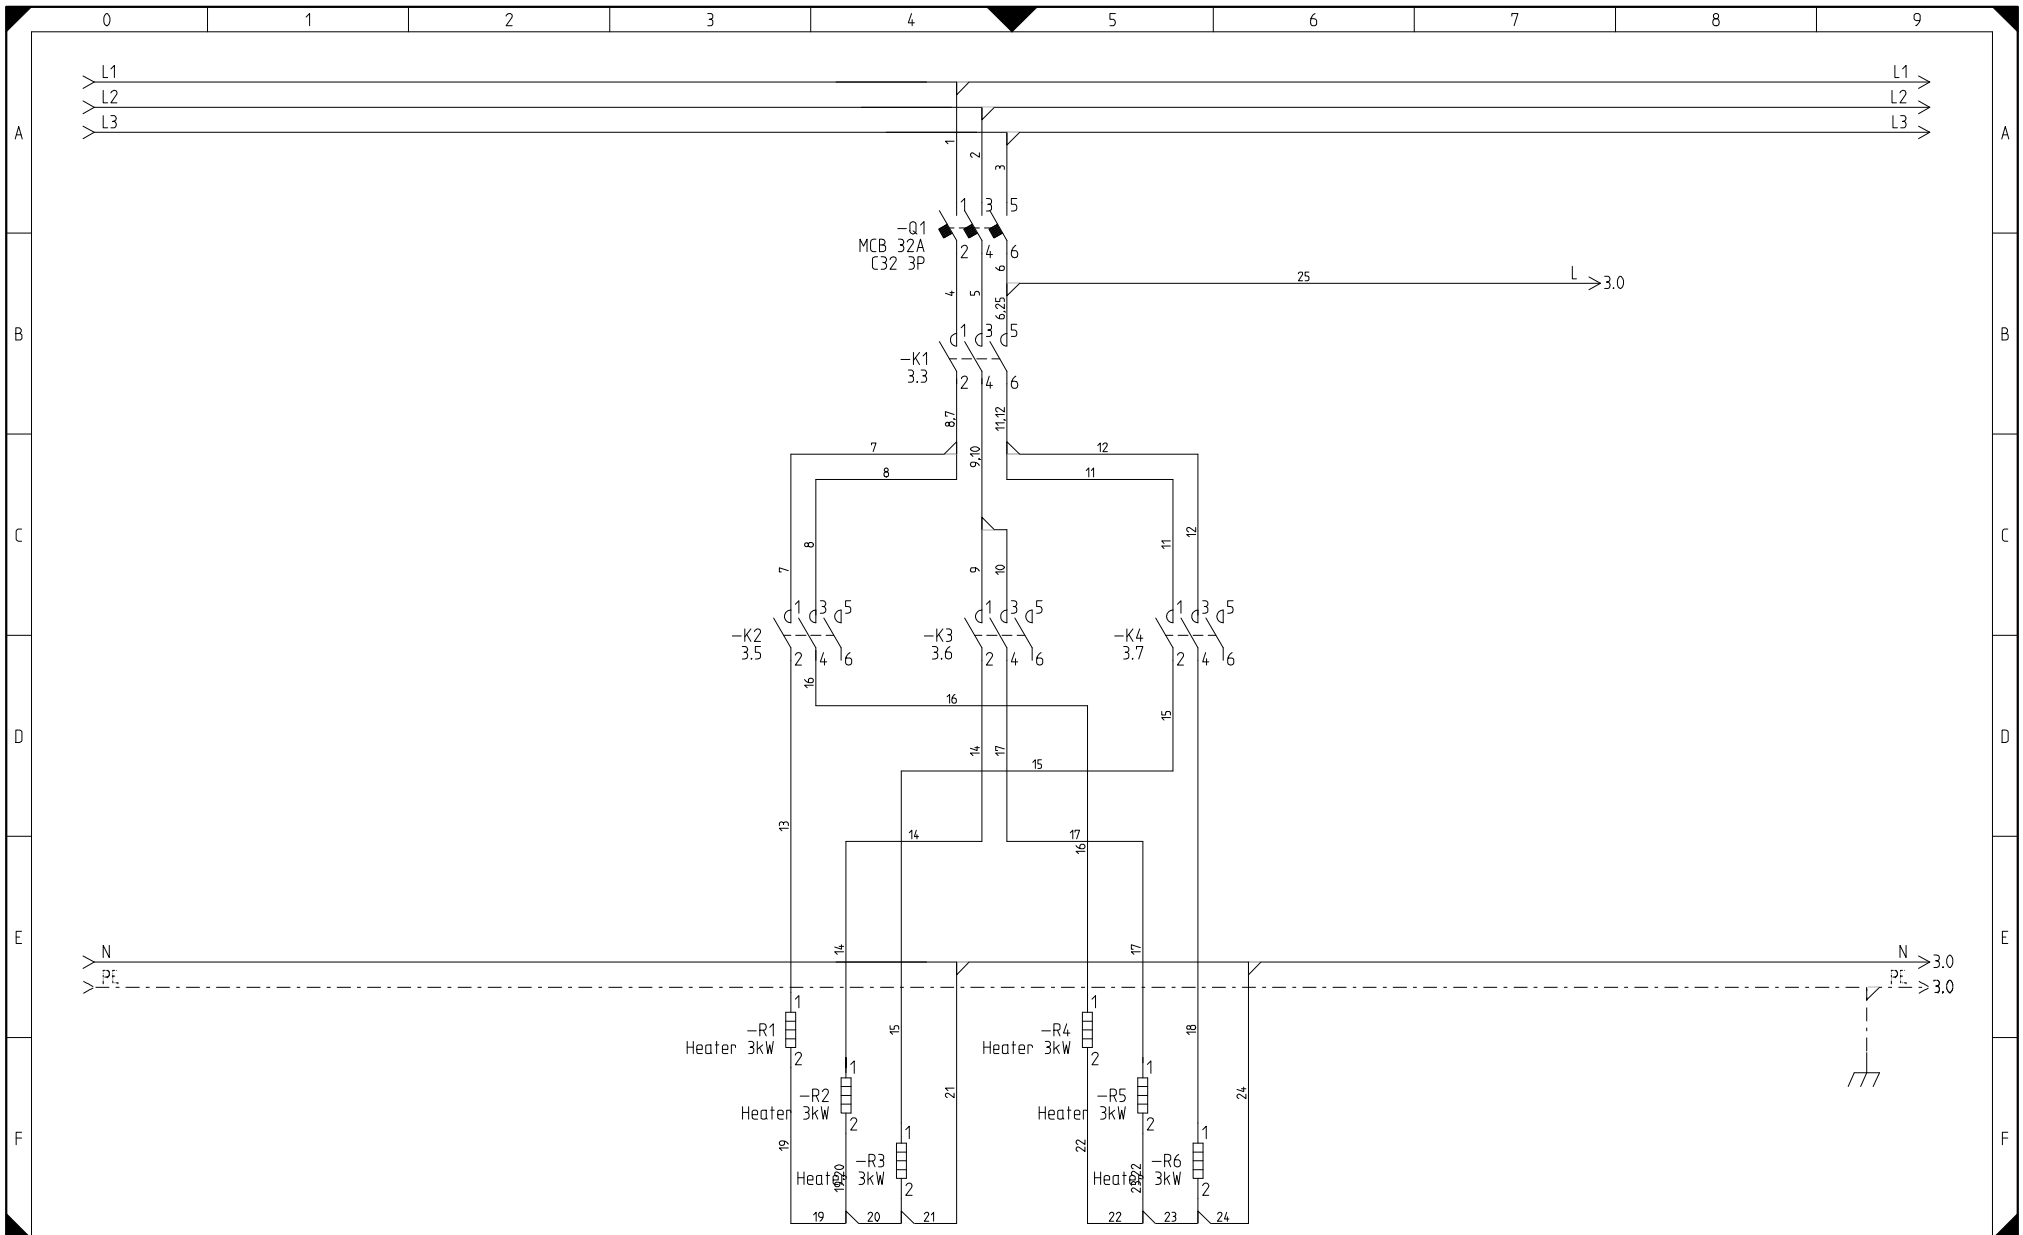 0 1 2 3 4 5 6 7 8 9
L1 L1
L2 L2
L3 L3
A A
1 2 3
1 3 5
-Q1
MCB 32A
C32 3P
2 4 6
6
25 L 3.0
4 5 6,25
B B
1 3 5
-K1
3.3
2 4 6
8,7 9,10 11,12
7 12
8 11
C C
7 8 9 10 11 12
1 3 5 1 3 5 1 3 5
-K2 -K3 -K4
3.5 3.6 3.7
2 4 6 2 4 6 2 4 6
16
16
15
D D
14 17
15
13
14 17
16
E E
14 17
N N 3.0
PE PE 3.0
1 1
-R1 -R4
Heater 3kW Heater 3kW
2 2
15 18
1 1
21 24
-R2 -R5
Heater 3kW Heater 3kW
2 2
F F
19 22
1 1
-R3 -R6
Heater 3kW Heater 3kW
2 2
19 20 21 22 23 24